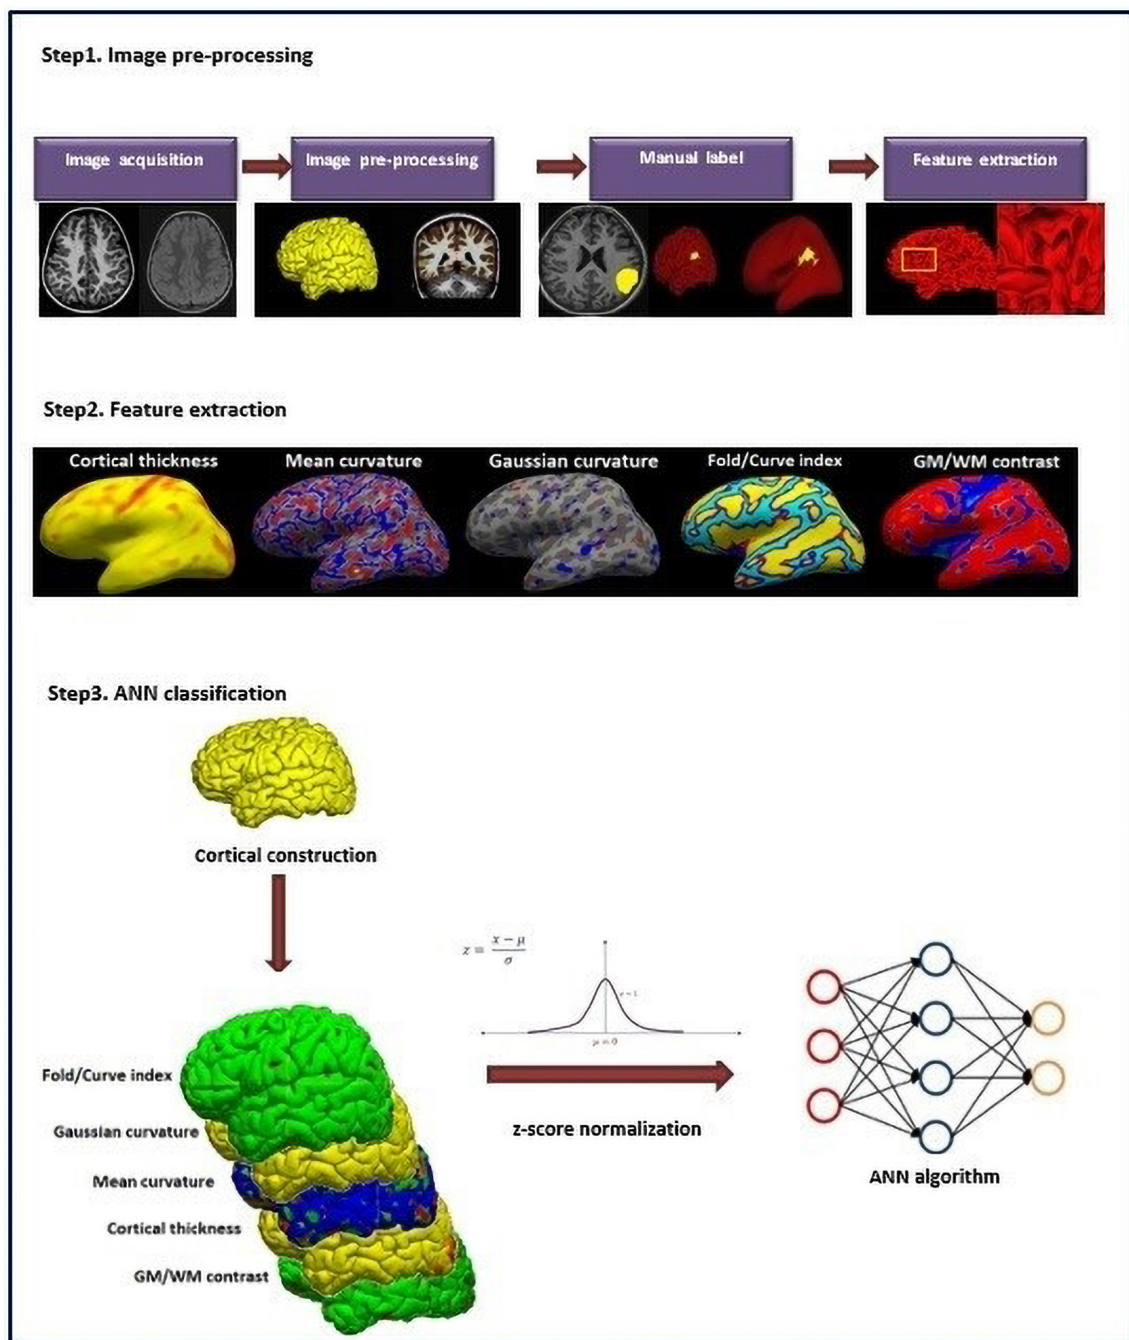 Step1. Image pre-processing
Image acquisition
Image pre-processing
Manual label
Feature extraction
Step2. Feature extraction
Cortical thickness
Mean curvature
Gaussian curvature
Fold/Curve index
GM/WM contrast
Step3. ANN classification
Cortical construction
z = x − μ / σ
μ = 0
Fold/Curve index
Gaussian curvature
Mean curvature
Cortical thickness
GM/WM contrast
z-score normalization
ANN algorithm